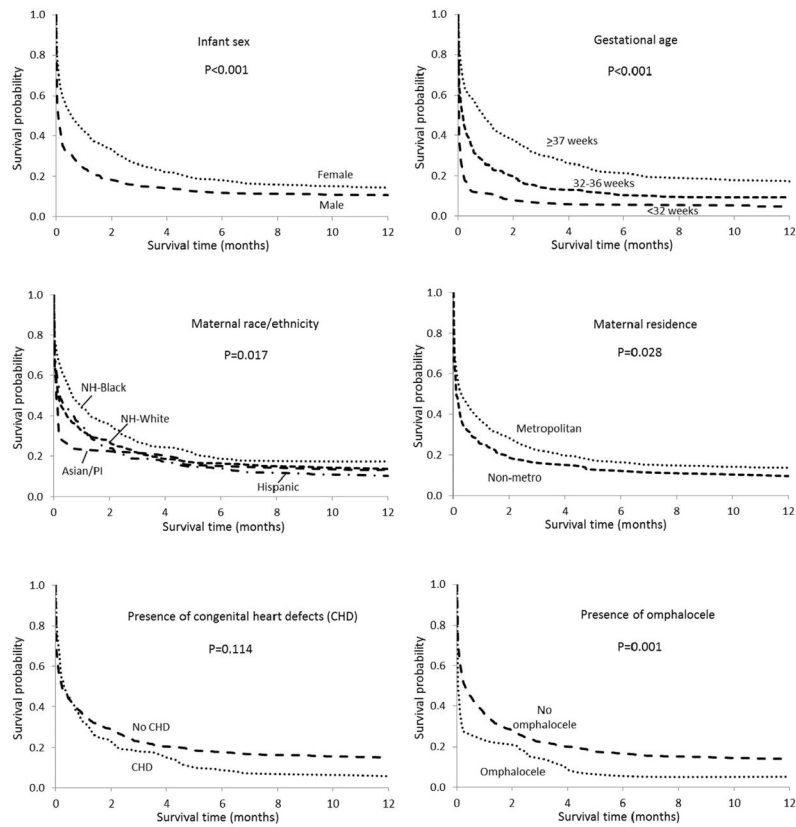 Infant sex
P<0.001
Survival probability
1.0
0.8
0.6
0.4
0.2
0.0
Female
Male
0 2 4 6 8 10 12
Survival time (months)
Gestational age
P<0.001
Survival probability
1.0
0.8
0.6
0.4
0.2
0.0
≥37 weeks
32-36 weeks
<32 weeks
0 2 4 6 8 10 12
Survival time (months)
Maternal race/ethnicity
P=0.017
Survival probability
1.0
0.8
0.6
0.4
0.2
0.0
NH-Black
NH-White
Asian/PI
Hispanic
0 2 4 6 8 10 12
Survival time (months)
Maternal residence
P=0.028
Survival probability
1.0
0.8
0.6
0.4
0.2
0.0
Metropolitan
Non-metro
0 2 4 6 8 10 12
Survival time (months)
Presence of congenital heart defects (CHD)
P=0.114
Survival probability
1.0
0.8
0.6
0.4
0.2
0.0
No CHD
CHD
0 2 4 6 8 10 12
Survival time (months)
Presence of omphalocele
P=0.001
Survival probability
1.0
0.8
0.6
0.4
0.2
0.0
No
omphalocele
Omphalocele
0 2 4 6 8 10 12
Survival time (months)